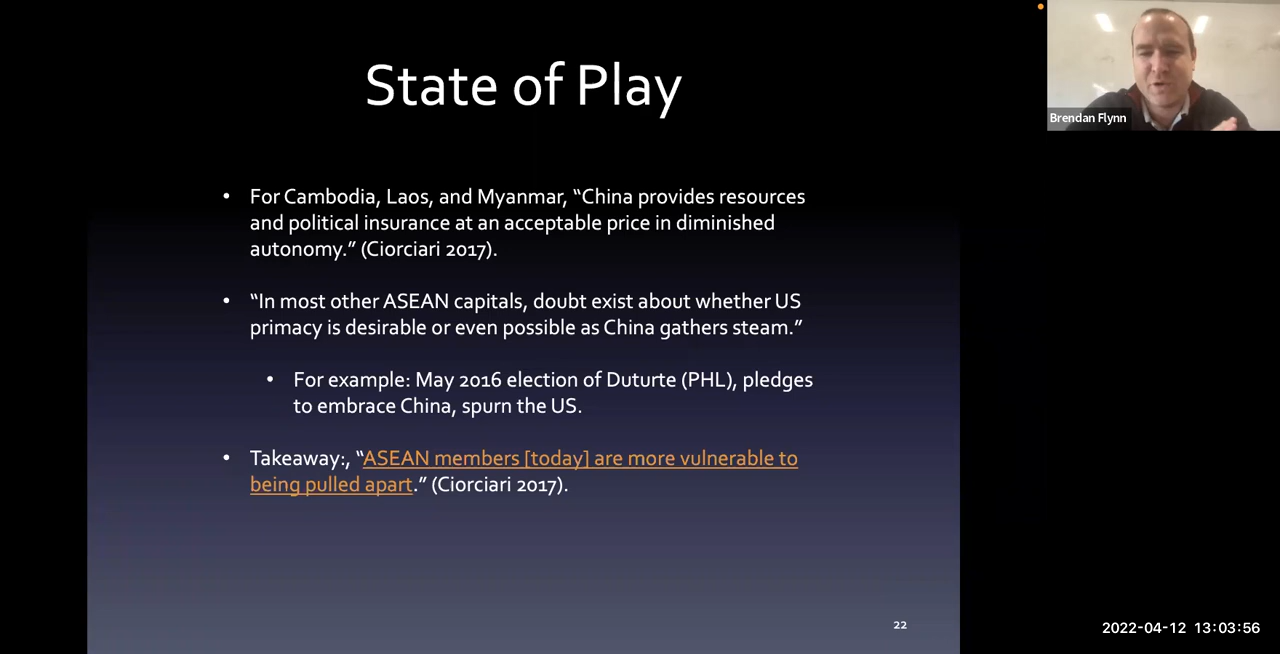 State of Play
Brendan Flynn
• For Cambodia, Laos, and Myanmar, “China provides resources
and political insurance at an acceptable price in diminished
autonomy.” (Ciorciari 2017).
• “In most other ASEAN capitals, doubt exist about whether US
primacy is desirable or even possible as China gathers steam.”
• For example: May 2016 election of Duturte (PHL), pledges
to embrace China, spurn the US.
• Takeaway:, “ASEAN members [today] are more vulnerable to
being pulled apart.” (Ciorciari 2017).
22
2022-04-12 13:03:56